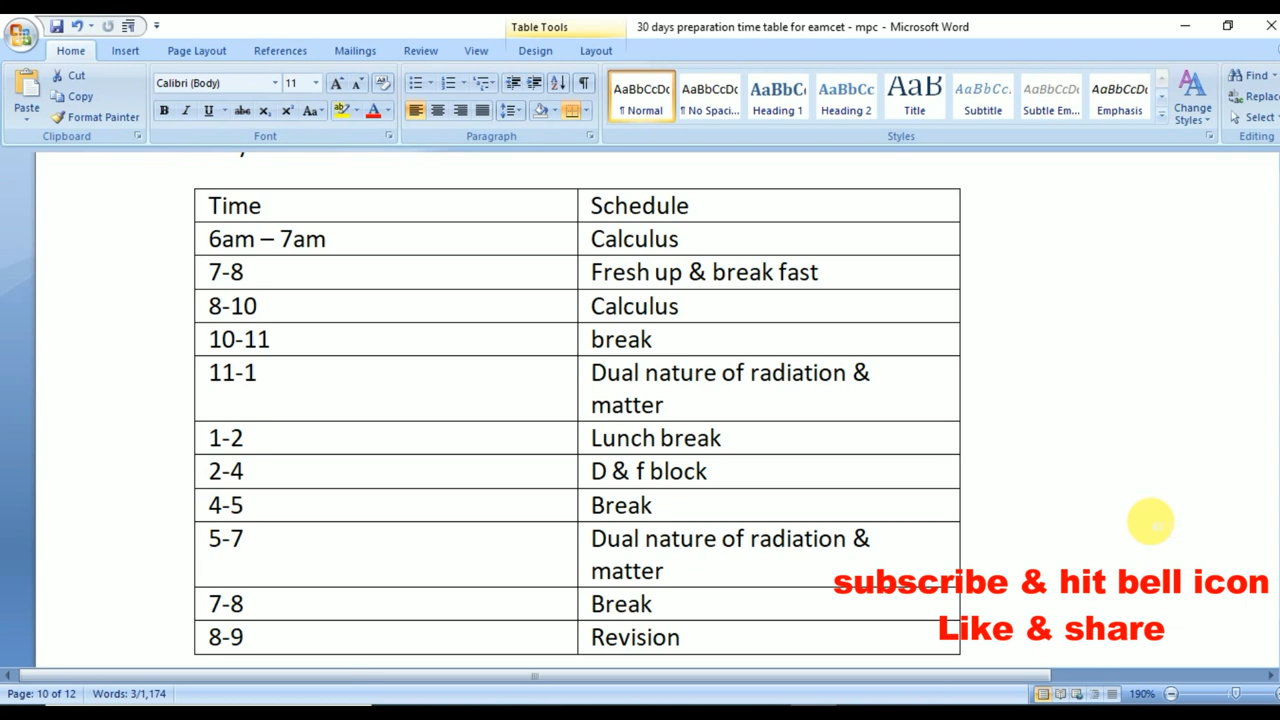 Table Tools
30 days preparation time table for eamcet - mpc - Microsoft Word
Home Insert Page Layout References Mailings Review View Design Layout
Paste
Cut
Copy
Format Painter
Clipboard
Calibri (Body) 11
B I U abc X₂ X² Aa
Font
Paragraph
AaBbCcDc AaBbCcDc AaBbC AaBbCc AaB AaBbCc. AaBbCcDc AaBbCcDc
¶ Normal ¶ No Spaci... Heading 1 Heading 2 Title Subtitle Subtle Em... Emphasis
Change Styles
Styles
Find
Replac
Select
Editing
Time Schedule
6am – 7am Calculus
7-8 Fresh up & break fast
8-10 Calculus
10-11 break
11-1 Dual nature of radiation &
matter
1-2 Lunch break
2-4 D & f block
4-5 Break
5-7 Dual nature of radiation &
matter
7-8 Break
8-9 Revision
subscribe & hit bell icon
Like & share
Page: 10 of 12 Words: 3/1,174 190%